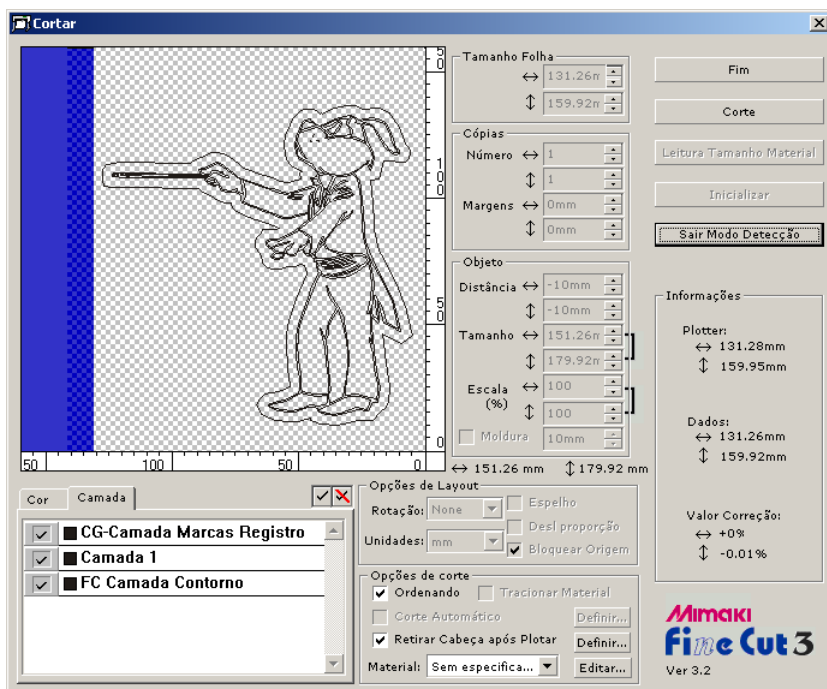 Cortar
Tamanho Folha
↔ 131.26m
↕ 159.92m
Cópias
Número ↔ 1
↕ 1
Margens ↔ 0mm
↕ 0mm
Objeto
Distância ↔ -10mm
↕ -10mm
Tamanho ↔ 151.26m
↕ 179.92m
Escala (%) ↔ 100
↕ 100
Moldura 10mm
↔ 151.26 mm ↕ 179.92 mm
50
100
50
0
50
100
50
0
Fim
Corte
Leitura Tamanho Material
Inicializar
Sair Modo Detecção
Informações
Plotter:
↔ 131.28mm
↕ 159.95mm
Dados:
↔ 131.26mm
↕ 159.92mm
Valor Correção:
↔ +0%
↕ -0.01%
Cor Camada
CG-Camada Marcas Registro
Camada 1
FC Camada Contorno
Opções de Layout
Rotação: None
Espelho
Desl proporção
Unidades: mm
Bloquear Origem
Opções de corte
Ordenando Tracionar Material
Corte Automático Definir...
Retirar Cabeça após Plotar Definir...
Material: Sem especifica... Editar...
Mimaki
Fine Cut 3
Ver 3.2